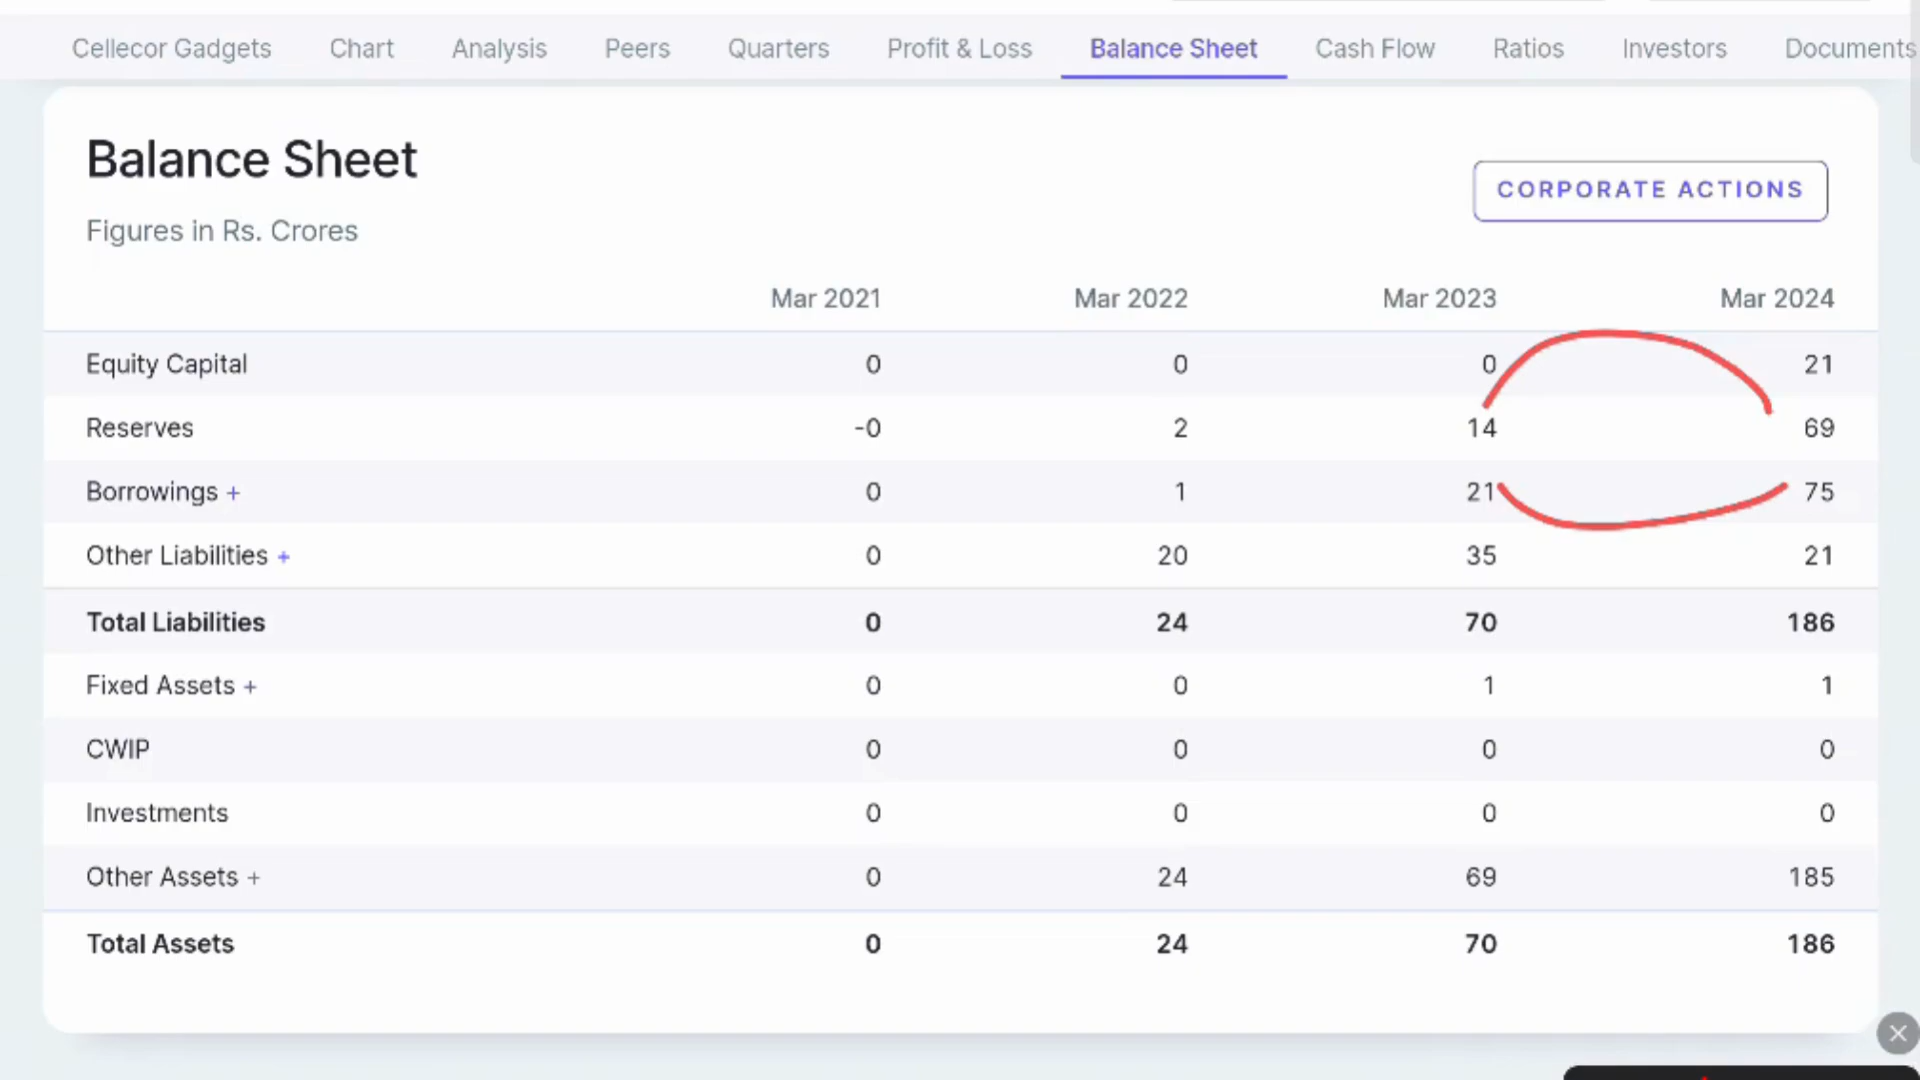 Cellecor Gadgets Chart Analysis Peers Quarters Profit & Loss Balance Sheet Cash Flow Ratios Investors Documents
Balance Sheet
CORPORATE ACTIONS
Figures in Rs. Crores
Mar 2021 Mar 2022 Mar 2023 Mar 2024
Equity Capital 0 0 0 21
Reserves -0 2 14 69
Borrowings + 0 1 21 75
Other Liabilities + 0 20 35 21
Total Liabilities 0 24 70 186
Fixed Assets + 0 0 1 1
CWIP 0 0 0 0
Investments 0 0 0 0
Other Assets + 0 24 69 185
Total Assets 0 24 70 186